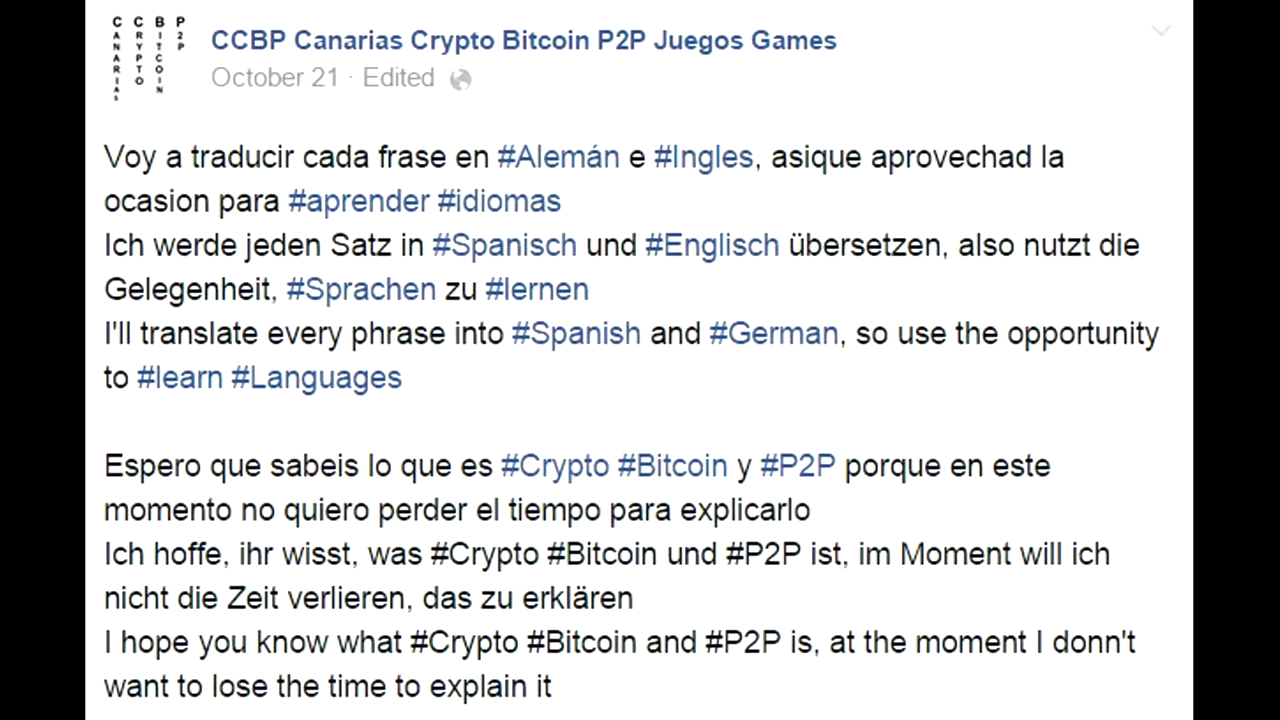 CANARIAS CRYPTO BITCOIN P2P
CCBP Canarias Crypto Bitcoin P2P Juegos Games
October 21 · Edited
Voy a traducir cada frase en #Alemán e #Ingles, asique aprovechad la
ocasion para #aprender #idiomas
Ich werde jeden Satz in #Spanisch und #Englisch übersetzen, also nutzt die
Gelegenheit, #Sprachen zu #lernen
I'll translate every phrase into #Spanish and #German, so use the opportunity
to #learn #Languages
Espero que sabeis lo que es #Crypto #Bitcoin y #P2P porque en este
momento no quiero perder el tiempo para explicarlo
Ich hoffe, ihr wisst, was #Crypto #Bitcoin und #P2P ist, im Moment will ich
nicht die Zeit verlieren, das zu erklären
I hope you know what #Crypto #Bitcoin and #P2P is, at the moment I donn't
want to lose the time to explain it